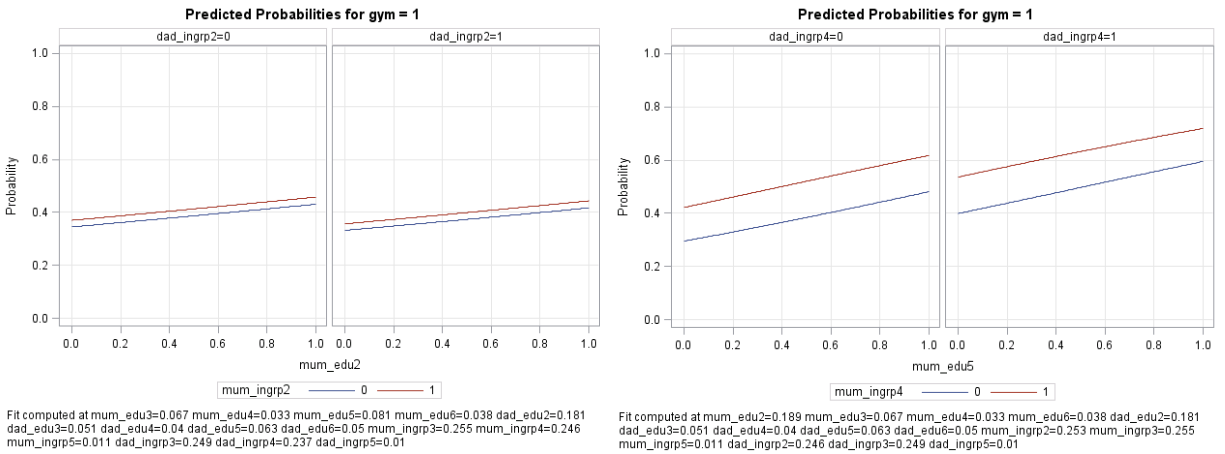 Predicted Probabilities for gym = 1
dad_ingrp2=0
dad_ingrp2=1
1.0
0.8
0.6
0.4
0.2
0.0
Probability
0.0 0.2 0.4 0.6 0.8 1.0
0.0 0.2 0.4 0.6 0.8 1.0
mum_edu2
mum_ingrp2 0 1
Fit computed at mum_edu3=0.067 mum_edu4=0.033 mum_edu5=0.081 mum_edu6=0.038 dad_edu2=0.181
dad_edu3=0.051 dad_edu4=0.04 dad_edu5=0.063 dad_edu6=0.05 mum_ingrp3=0.255 mum_ingrp4=0.246
mum_ingrp5=0.011 dad_ingrp3=0.249 dad_ingrp4=0.237 dad_ingrp5=0.01
Predicted Probabilities for gym = 1
dad_ingrp4=0
dad_ingrp4=1
1.0
0.8
0.6
0.4
0.2
0.0
Probability
0.0 0.2 0.4 0.6 0.8 1.0
0.0 0.2 0.4 0.6 0.8 1.0
mum_edu5
mum_ingrp4 0 1
Fit computed at mum_edu2=0.189 mum_edu3=0.067 mum_edu4=0.033 mum_edu6=0.038 dad_edu2=0.181
dad_edu3=0.051 dad_edu4=0.04 dad_edu5=0.063 dad_edu6=0.05 mum_ingrp2=0.253 mum_ingrp3=0.255
mum_ingrp5=0.011 dad_ingrp2=0.246 dad_ingrp3=0.249 dad_ingrp5=0.01